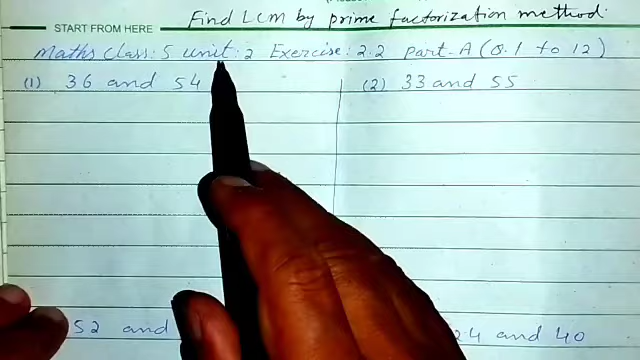 START FROM HERE Find LCM by prime factorization method.
Maths Class: 5 unit: 2 Exercise: 2.2 part-A (Q.1 to 12)
(1) 36 and 54 (2) 33 and 55
52 and 24 and 40